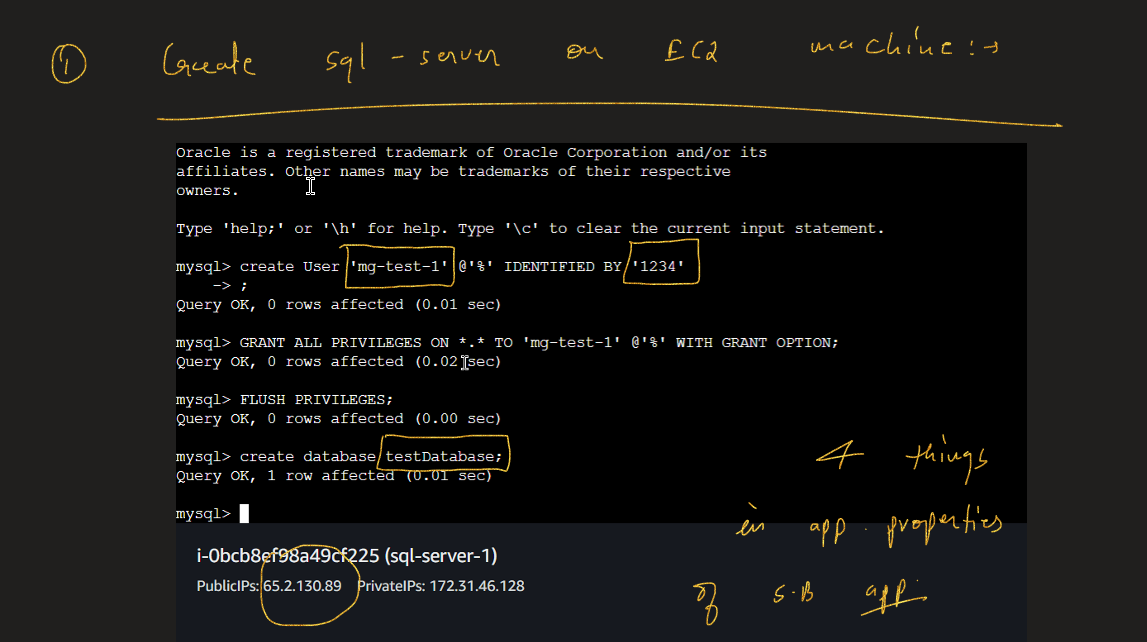 ① Create sql-server on EC2 machine:→
Oracle is a registered trademark of Oracle Corporation and/or its
affiliates. Other names may be trademarks of their respective
owners.
Type 'help;' or '\h' for help. Type '\c' to clear the current input statement.
mysql> create User 'mg-test-1' @'%' IDENTIFIED BY '1234'
-> ;
Query OK, 0 rows affected (0.01 sec)
mysql> GRANT ALL PRIVILEGES ON *.* TO 'mg-test-1' @'%' WITH GRANT OPTION;
Query OK, 0 rows affected (0.02 sec)
mysql> FLUSH PRIVILEGES;
Query OK, 0 rows affected (0.00 sec)
mysql> create database testDatabase;
Query OK, 1 row affected (0.01 sec)
mysql>
4 things
in app.properties
of S.B app.
i-0bcb8ef98a49cf225 (sql-server-1)
PublicIPs: 65.2.130.89 PrivateIPs: 172.31.46.128